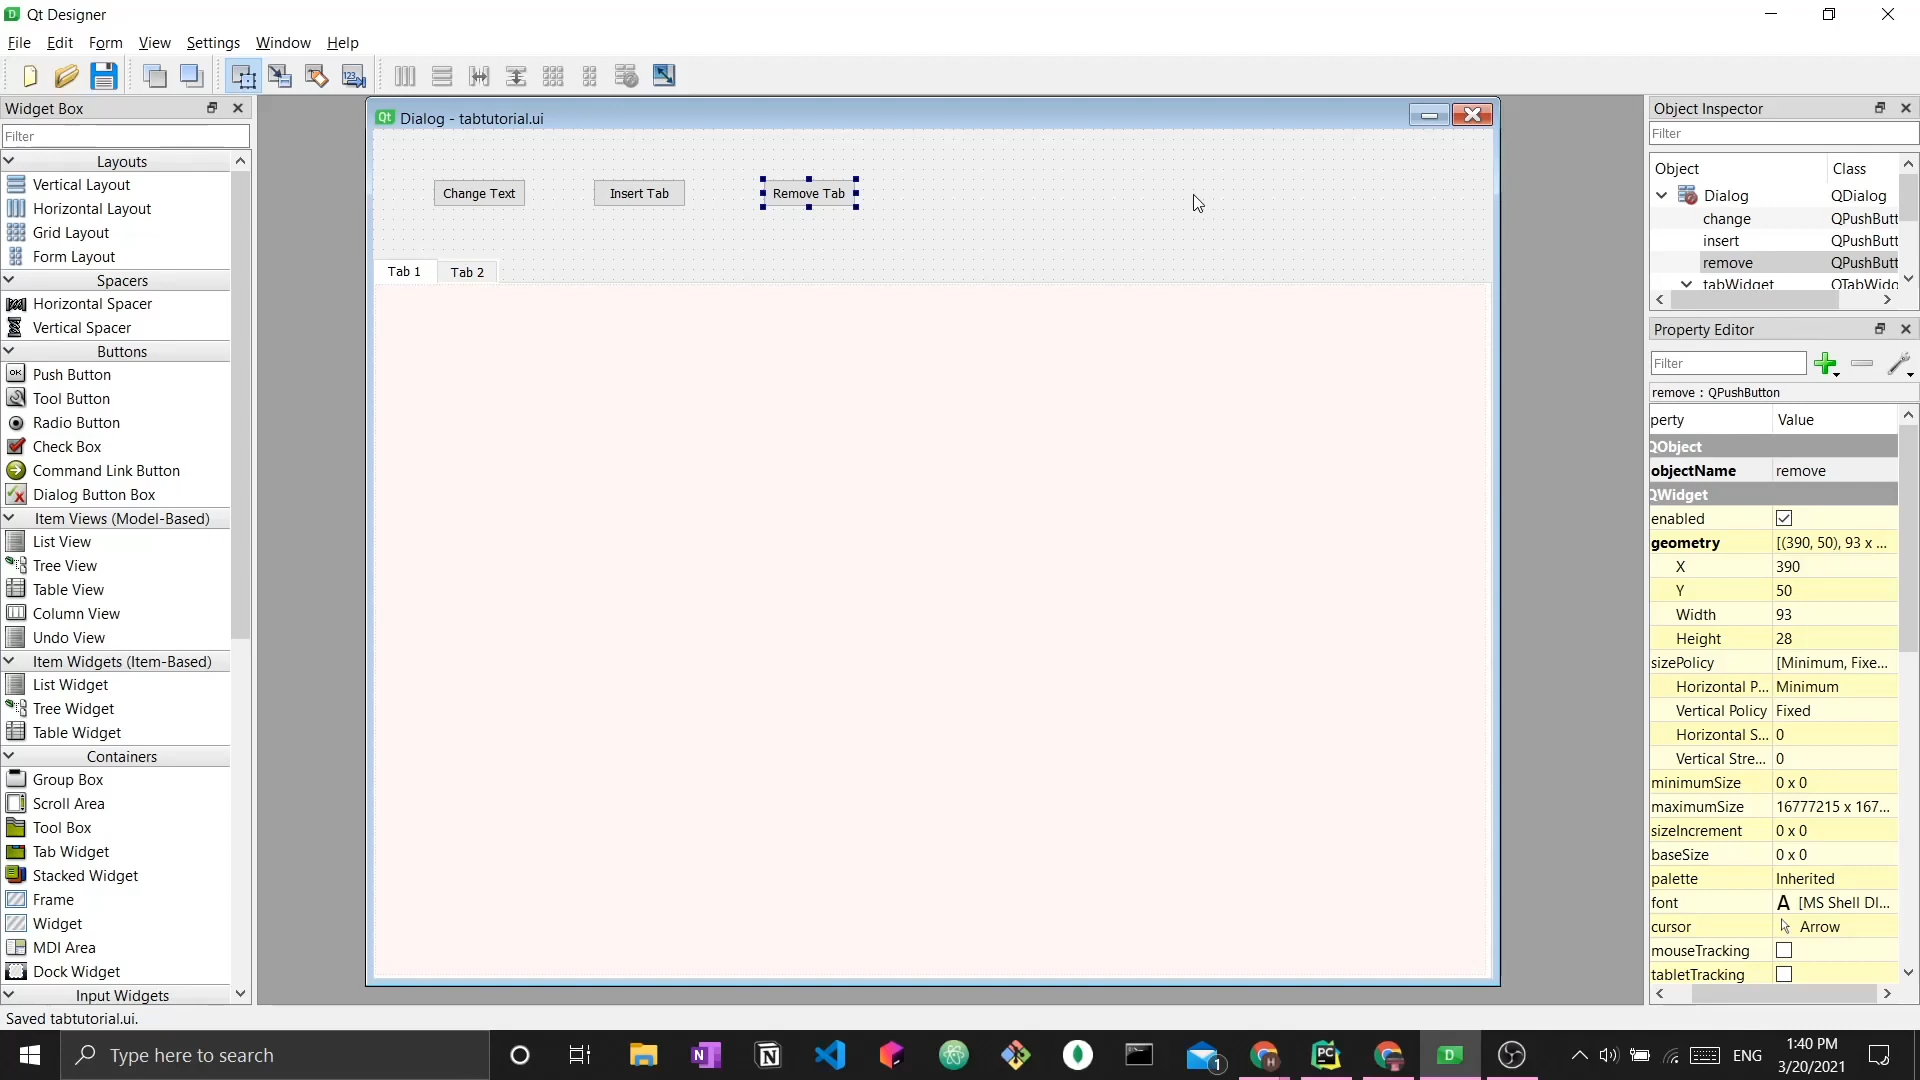 Qt Designer
File Edit Form View Settings Window Help
Widget Box
Filter
Layouts
Vertical Layout
Horizontal Layout
Grid Layout
Form Layout
Spacers
Horizontal Spacer
Vertical Spacer
Buttons
Push Button
Tool Button
Radio Button
Check Box
Command Link Button
Dialog Button Box
Item Views (Model-Based)
List View
Tree View
Table View
Column View
Undo View
Item Widgets (Item-Based)
List Widget
Tree Widget
Table Widget
Containers
Group Box
Scroll Area
Tool Box
Tab Widget
Stacked Widget
Frame
Widget
MDI Area
Dock Widget
Input Widgets
Saved tabtutorial.ui.
Qt Dialog - tabtutorial.ui
Change Text Insert Tab Remove Tab
Tab 1 Tab 2
Object Inspector
Filter
Object Class
Dialog QDialog
change QPushButt
insert QPushButt
remove QPushButt
tabWidget QTabWidg
Property Editor
Filter
remove : QPushButton
perty Value
QObject
objectName remove
QWidget
enabled
geometry [(390, 50), 93 x ...
X 390
Y 50
Width 93
Height 28
sizePolicy [Minimum, Fixe...
Horizontal P... Minimum
Vertical Policy Fixed
Horizontal S... 0
Vertical Stre... 0
minimumSize 0 x 0
maximumSize 16777215 x 167...
sizeIncrement 0 x 0
baseSize 0 x 0
palette Inherited
font A [MS Shell Dl...
cursor Arrow
mouseTracking
tabletTracking
Type here to search
1
ENG
1:40 PM
3/20/2021